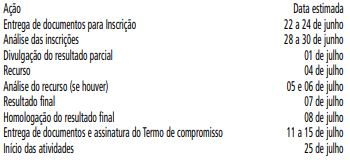 Ação Data estimada
Entrega de documentos para Inscrição 22 a 24 de junho
Análise das inscrições 28 a 30 de junho
Divulgação do resultado parcial 01 de julho
Recurso 04 de julho
Análise do recurso (se houver) 05 e 06 de julho
Resultado final 07 de julho
Homologação do resultado final 08 de julho
Entrega de documentos e assinatura do Termo de compromisso 11 a 15 de julho
Início das atividades 25 de julho